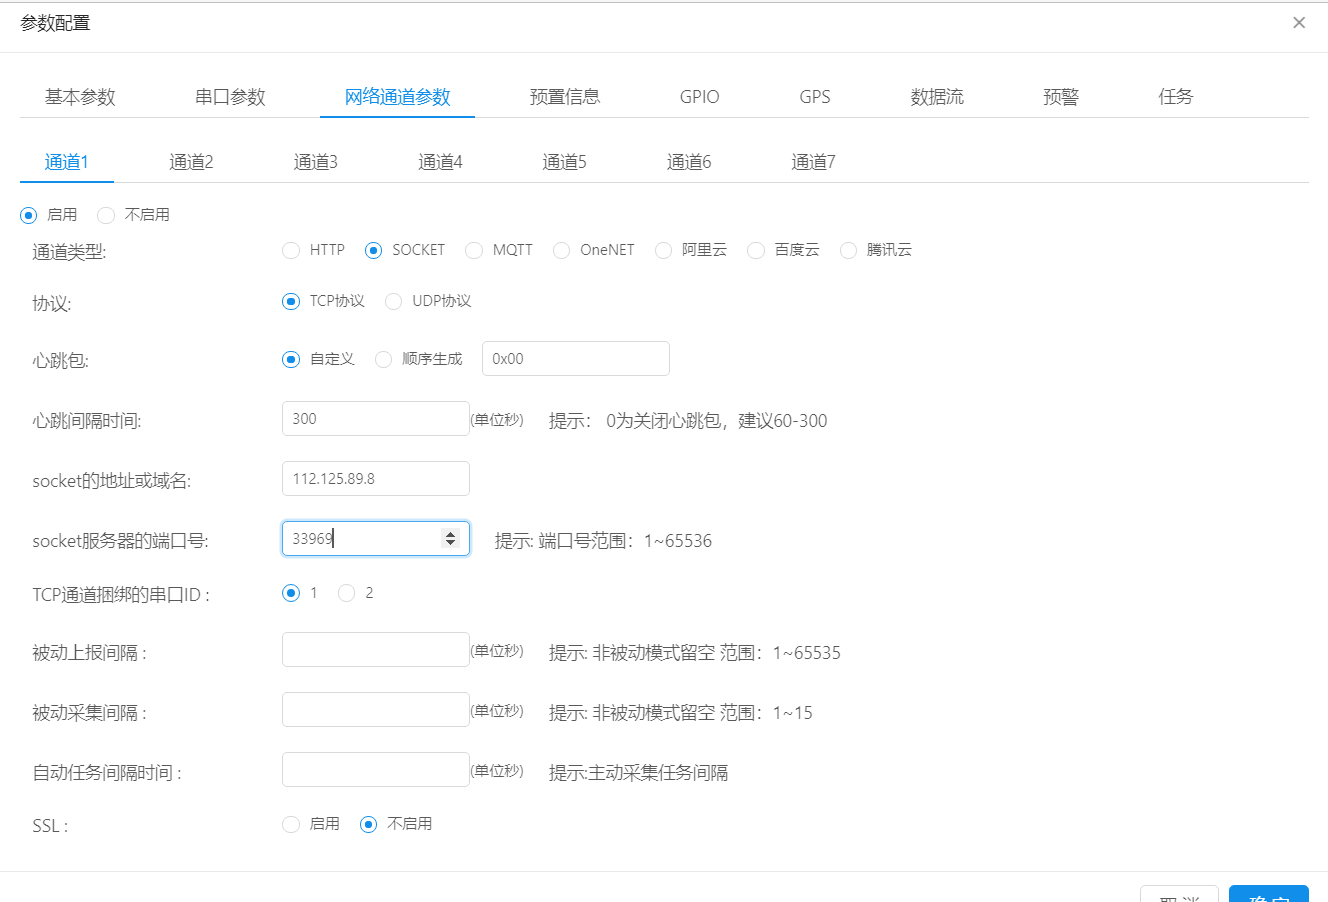 参数配置
基本参数 串口参数 网络通道参数 预置信息 GPIO GPS 数据流 预警 任务
通道1 通道2 通道3 通道4 通道5 通道6 通道7
启用 不启用
通道类型: HTTP SOCKET MQTT OneNET 阿里云 百度云 腾讯云
协议: TCP协议 UDP协议
心跳包: 自定义 顺序生成 0x00
心跳间隔时间: 300 (单位秒) 提示： 0为关闭心跳包，建议60-300
socket的地址或域名: 112.125.89.8
socket服务器的端口号: 33969 提示: 端口号范围：1~65536
TCP通道捆绑的串口ID : 1 2
被动上报间隔 : (单位秒) 提示: 非被动模式留空 范围：1~65535
被动采集间隔 : (单位秒) 提示: 非被动模式留空 范围：1~15
自动任务间隔时间 : (单位秒) 提示:主动采集任务间隔
SSL : 启用 不启用
取消 确定